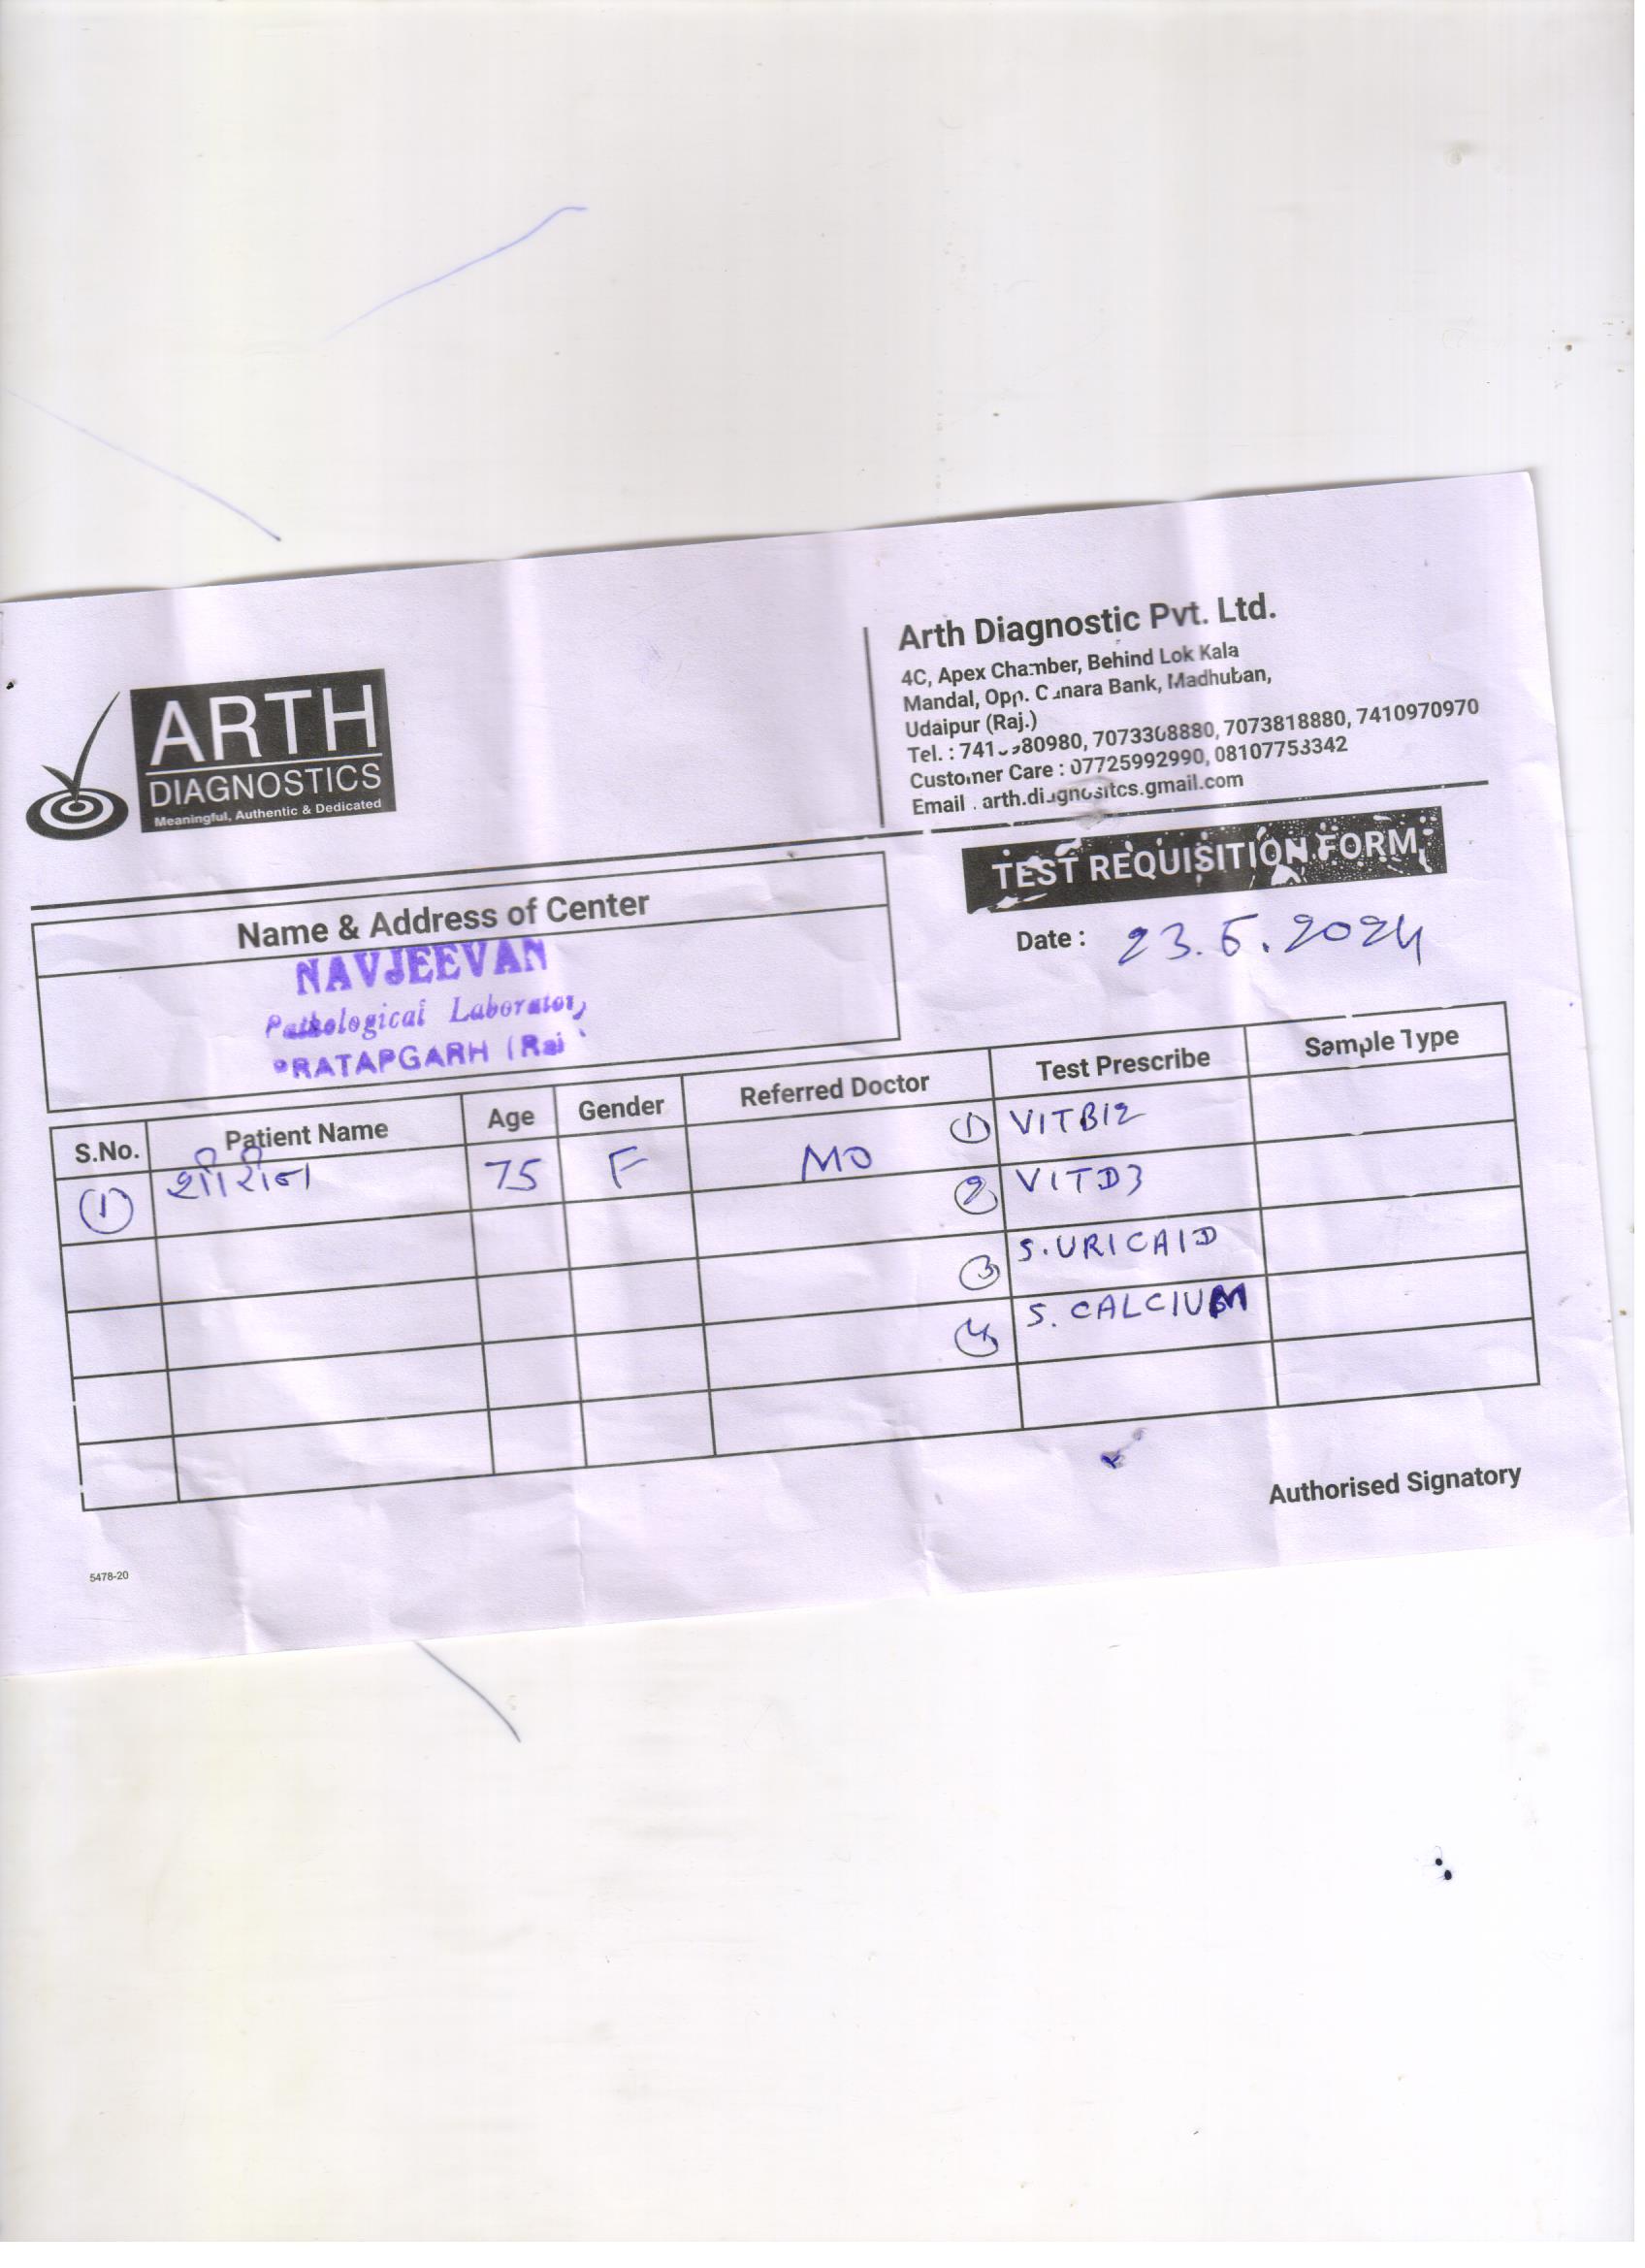 ARTH
DIAGNOSTICS
Meaningful, Authentic & Dedicated
Arth Diagnostic Pvt. Ltd.
4C, Apex Chamber, Behind Lok Kala
Mandal, Opp. Canara Bank, Madhuban,
Udaipur (Raj.)
Tel. : 7073308880, 7073818880, 7410970970
Customer Care : 07725992990, 08107753342
Email : arth.diagnositcs.gmail.com
TEST REQUISITION FORM
Name & Address of Center
NAVJEEVAN
Pathological Laboratory
PRATAPGARH (Raj
Date : 23.5.2024
S.No. Patient Name Age Gender Referred Doctor Test Prescribe Sample Type
① शीरीन 75 F MO ① VITB12
② VITD3
③ S.URICAID
④ S. CALCIUM
Authorised Signatory
5478-20